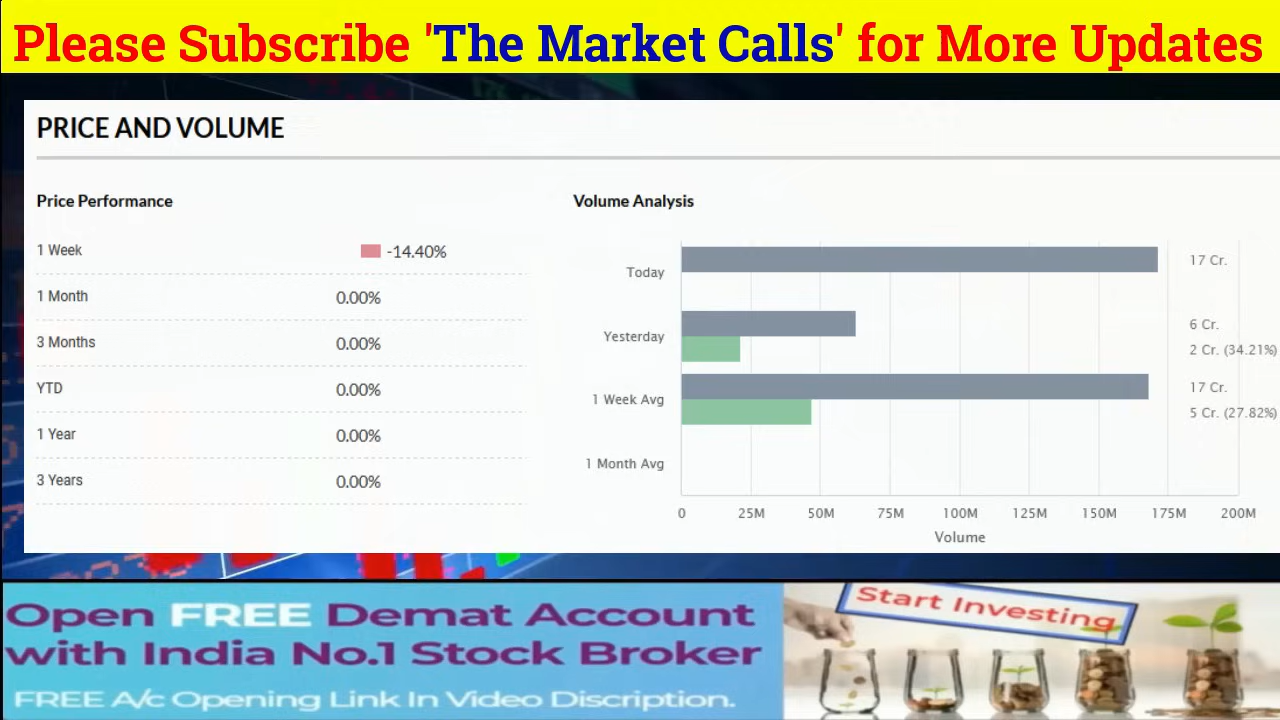 Please Subscribe 'The Market Calls' for More Updates
PRICE AND VOLUME
Price Performance
1 Week -14.40%
1 Month 0.00%
3 Months 0.00%
YTD 0.00%
1 Year 0.00%
3 Years 0.00%
Volume Analysis
Today 17 Cr.
Yesterday 6 Cr.
2 Cr. (34.21%)
1 Week Avg 17 Cr.
5 Cr. (27.82%)
1 Month Avg
0 25M 50M 75M 100M 125M 150M 175M 200M
Volume
Open FREE Demat Account
with India No.1 Stock Broker
FREE A/c Opening Link In Video Discription.
Start Investing